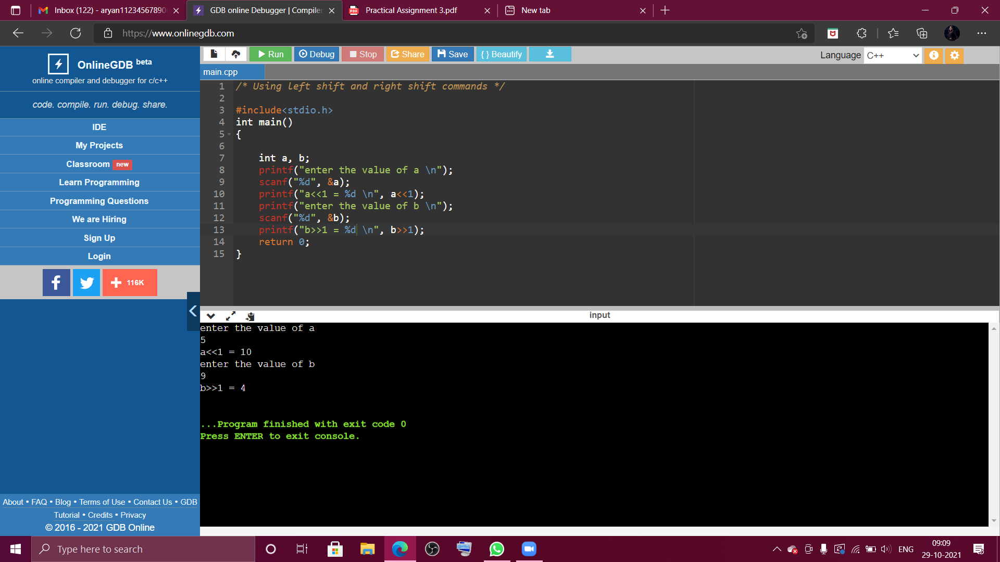 Inbox (122) - aryan11234567890
GDB online Debugger | Compiler
PDF
Practical Assignment 3.pdf
New tab
https://www.onlinegdb.com
OnlineGDB beta
online compiler and debugger for c/c++
code. compile. run. debug. share.
IDE
My Projects
Classroom new
Learn Programming
Programming Questions
We are Hiring
Sign Up
Login
116K
About • FAQ • Blog • Terms of Use • Contact Us • GDB
Tutorial • Credits • Privacy
© 2016 - 2021 GDB Online
Run
Debug
Stop
Share
Save
{ } Beautify
Language C++
main.cpp
1 /* Using left shift and right shift commands */
2
3 #include<stdio.h>
4 int main()
5 {
6
7 int a, b;
8 printf("enter the value of a \n");
9 scanf("%d", &a);
10 printf("a<<1 = %d \n", a<<1);
11 printf("enter the value of b \n");
12 scanf("%d", &b);
13 printf("b>>1 = %d \n", b>>1);
14 return 0;
15 }
input
enter the value of a
5
a<<1 = 10
enter the value of b
9
b>>1 = 4
...Program finished with exit code 0
Press ENTER to exit console.
Type here to search
ENG
09:09
29-10-2021